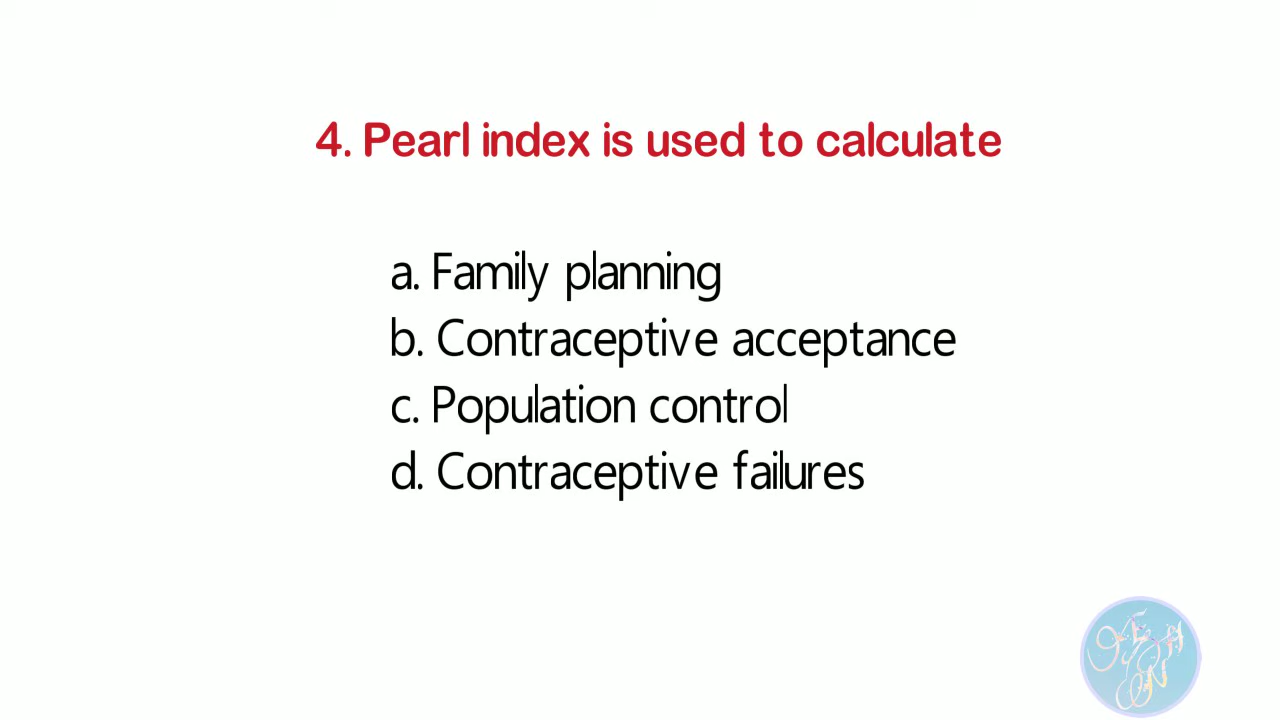 4. Pearl index is used to calculate
a. Family planning
b. Contraceptive acceptance
c. Population control
d. Contraceptive failures